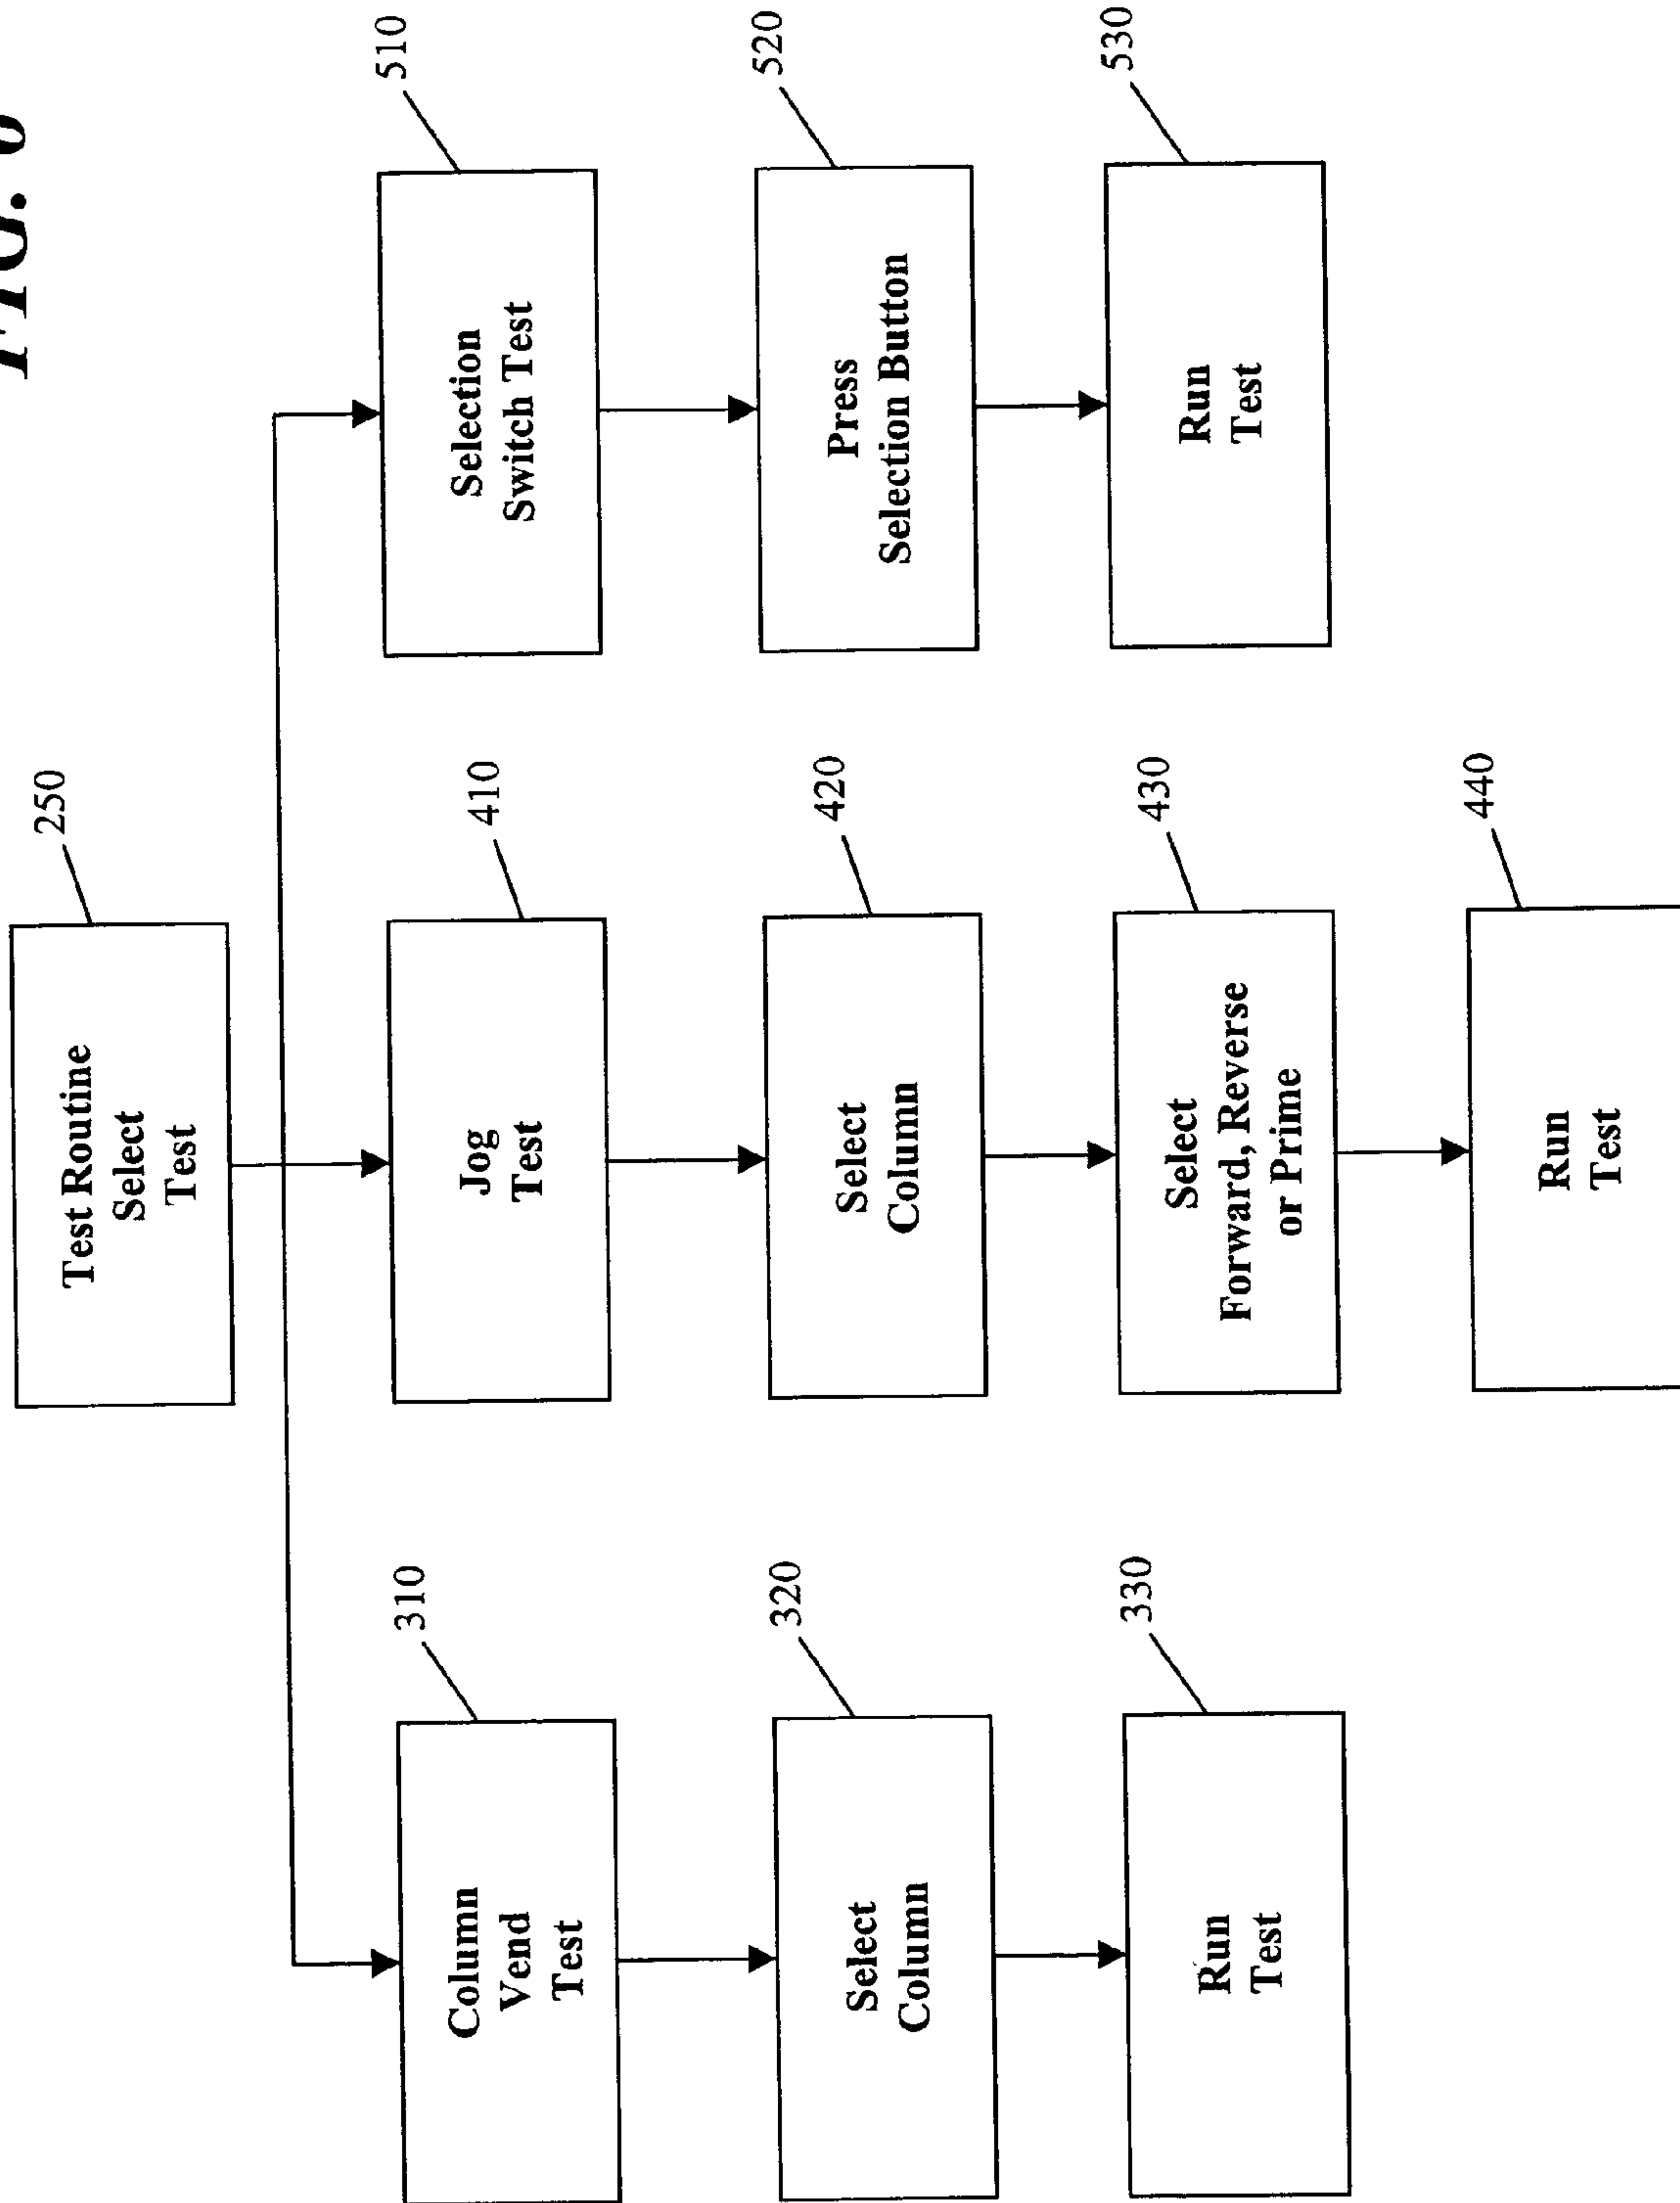 FIG.
250
Test Routine
Select
Test
310
Column
Vend
Test
410
Jog
Test
510
Selection
Switch Test
320
Select
Column
420
Select
Column
520
Press
Selection Button
330
Run
Test
430
Select
Forward, Reverse
or Prime
530
Run
Test
440
Run
Test